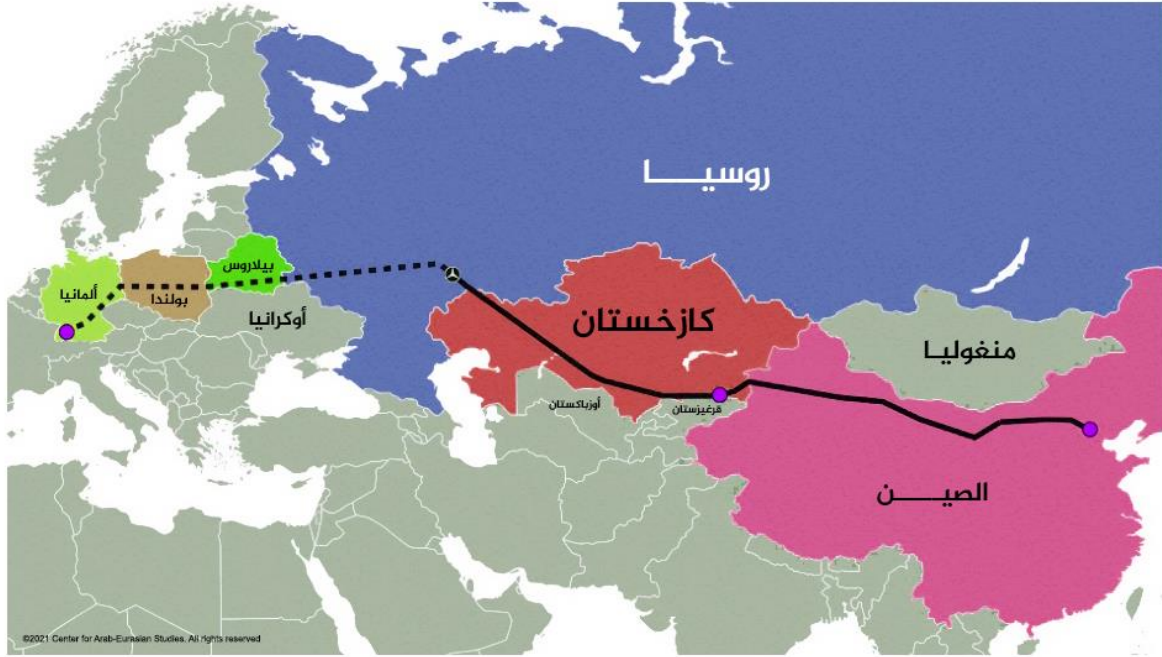 روسيـــا
بيلاروس
ألمانيا
بولندا
أوكرانيا
كازخستان
منغوليا
أوزباكستان
قرغيزستان
الصيـــن
©2021 Center for Arab-Eurasian Studies. All rights reserved